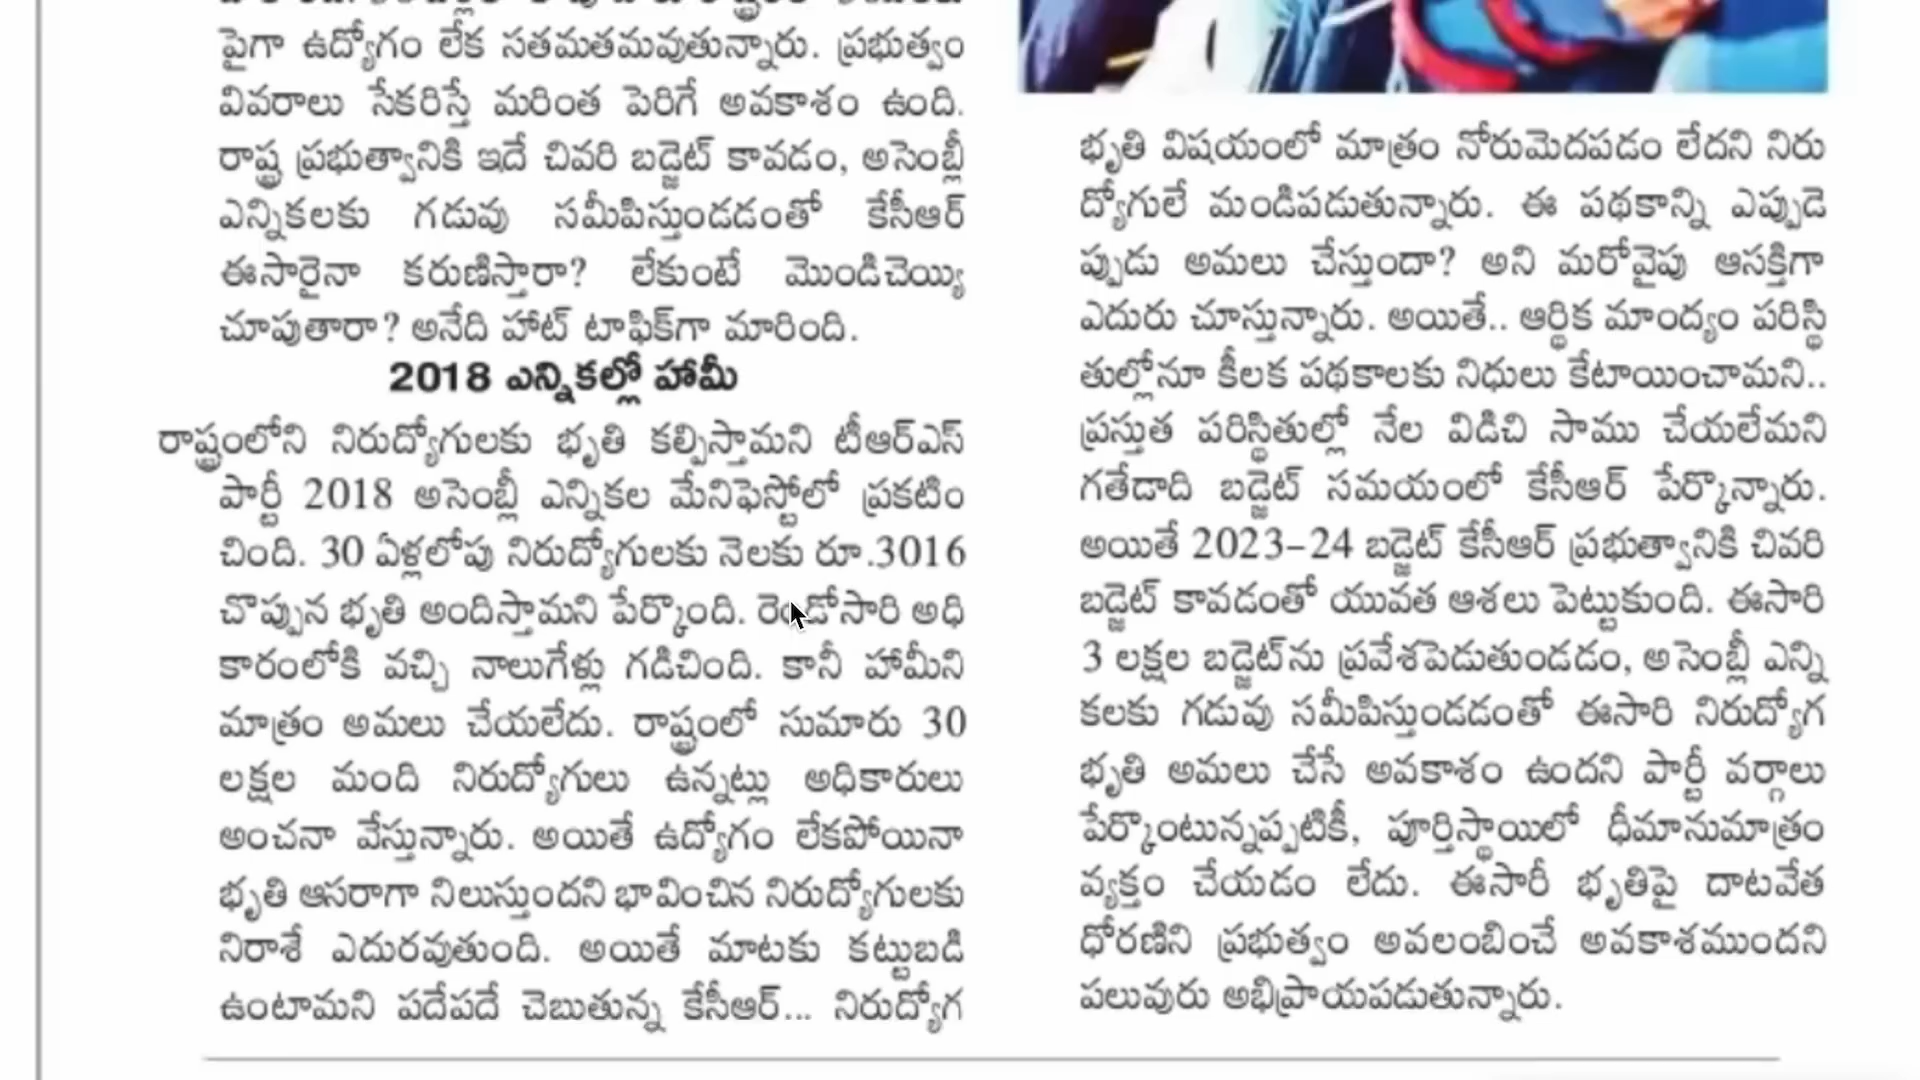 పైగా ఉద్యోగం లేక సతమతమవుతున్నారు. ప్రభుత్వం
వివరాలు సేకరిస్తే మరింత పెరిగే అవకాశం ఉంది.
రాష్ట్ర ప్రభుత్వానికి ఇదే చివరి బడ్జెట్ కావడం, అసెంబ్లీ
ఎన్నికలకు గడువు సమీపిస్తుండడంతో కేసీఆర్
ఈసారైనా కరుణిస్తారా? లేకుంటే మొండిచెయ్యి
చూపుతారా? అనేది హాట్ టాఫిక్‌గా మారింది.
2018 ఎన్నికల్లో హామీ
రాష్ట్రంలోని నిరుద్యోగులకు భృతి కల్పిస్తామని టీఆర్ఎస్
పార్టీ 2018 అసెంబ్లీ ఎన్నికల మేనిఫెస్టోలో ప్రకటిం
చింది. 30 ఏళ్లలోపు నిరుద్యోగులకు నెలకు రూ.3016
చొప్పున భృతి అందిస్తామని పేర్కొంది. రెండోసారి అధి
కారంలోకి వచ్చి నాలుగేళ్లు గడిచింది. కానీ హామీని
మాత్రం అమలు చేయలేదు. రాష్ట్రంలో సుమారు 30
లక్షల మంది నిరుద్యోగులు ఉన్నట్లు అధికారులు
అంచనా వేస్తున్నారు. అయితే ఉద్యోగం లేకపోయినా
భృతి ఆసరాగా నిలుస్తుందని భావించిన నిరుద్యోగులకు
నిరాశే ఎదురవుతుంది. అయితే మాటకు కట్టుబడి
ఉంటామని పదేపదే చెబుతున్న కేసీఆర్... నిరుద్యోగ
భృతి విషయంలో మాత్రం నోరుమెదపడం లేదని నిరు
ద్యోగులే మండిపడుతున్నారు. ఈ పథకాన్ని ఎప్పుడె
ప్పుడు అమలు చేస్తుందా? అని మరోవైపు ఆసక్తిగా
ఎదురు చూస్తున్నారు. అయితే.. ఆర్థిక మాంద్యం పరిస్థి
తుల్లోనూ కీలక పథకాలకు నిధులు కేటాయించామని..
ప్రస్తుత పరిస్థితుల్లో నేల విడిచి సాము చేయలేమని
గతేడాది బడ్జెట్ సమయంలో కేసీఆర్ పేర్కొన్నారు.
అయితే 2023-24 బడ్జెట్ కేసీఆర్ ప్రభుత్వానికి చివరి
బడ్జెట్ కావడంతో యువత ఆశలు పెట్టుకుంది. ఈసారి
3 లక్షల బడ్జెట్‌ను ప్రవేశపెడుతుండడం, అసెంబ్లీ ఎన్ని
కలకు గడువు సమీపిస్తుండడంతో ఈసారి నిరుద్యోగ
భృతి అమలు చేసే అవకాశం ఉందని పార్టీ వర్గాలు
పేర్కొంటున్నప్పటికీ, పూర్తిస్థాయిలో ధీమానుమాత్రం
వ్యక్తం చేయడం లేదు. ఈసారీ భృతిపై దాటవేత
ధోరణిని ప్రభుత్వం అవలంబించే అవకాశముందని
పలువురు అభిప్రాయపడుతున్నారు.